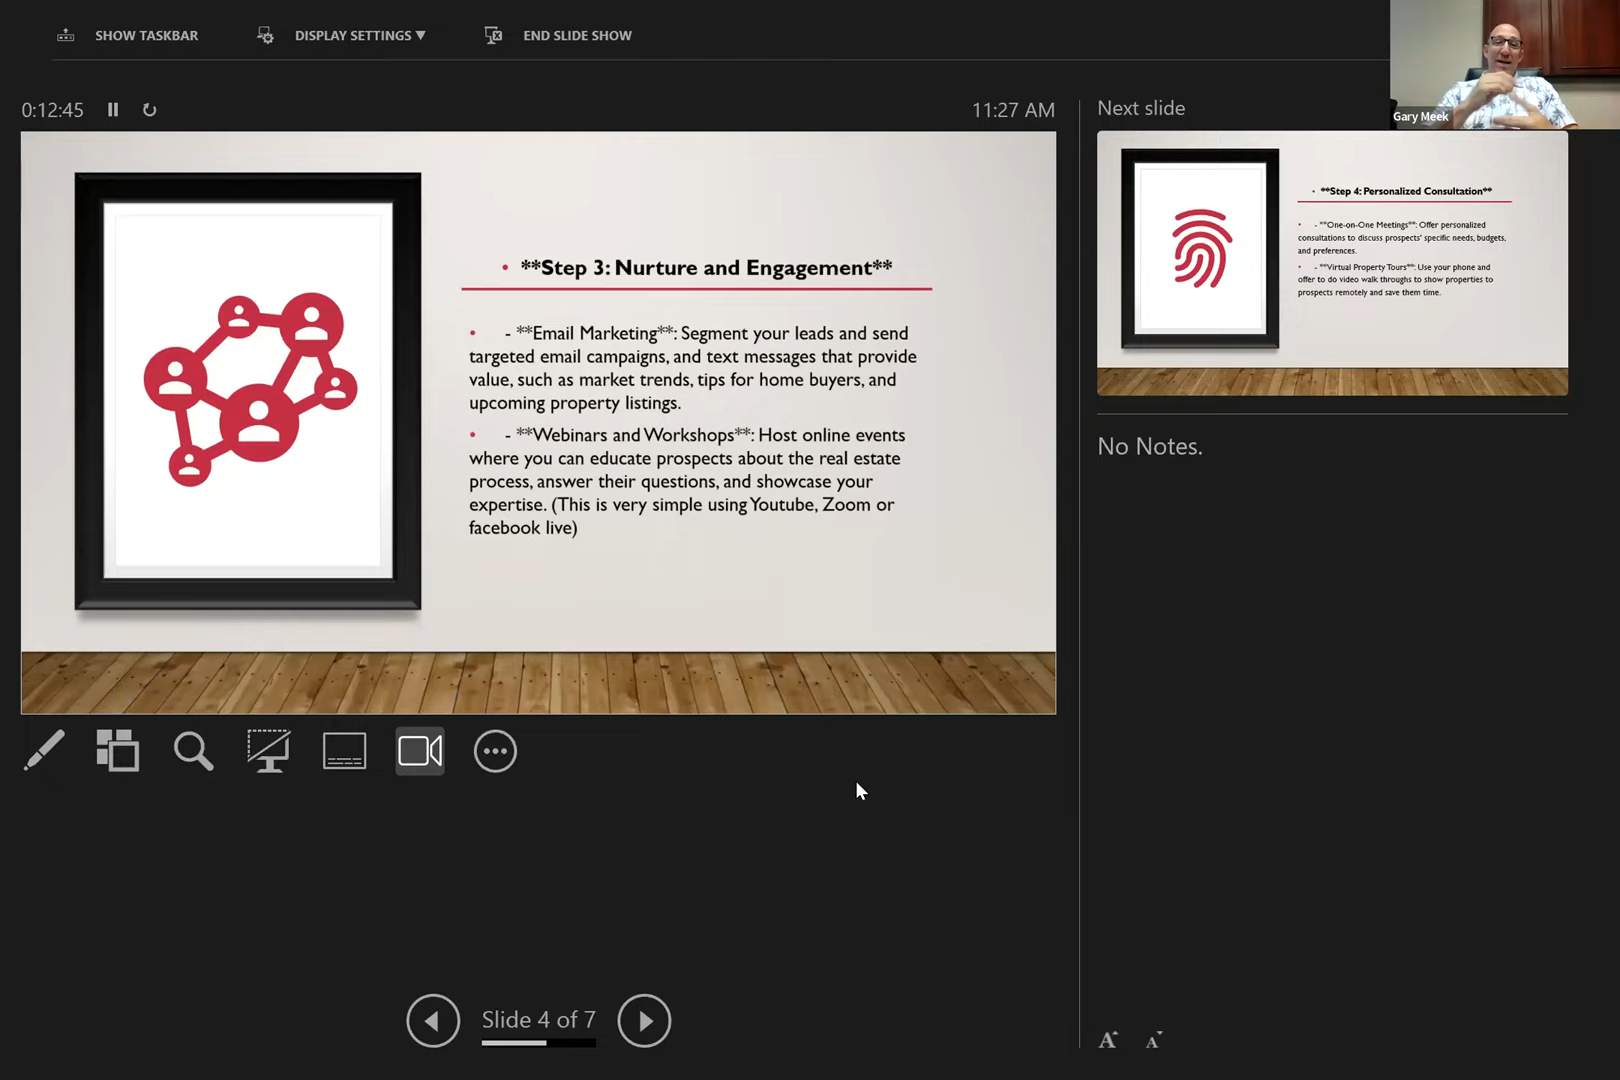 SHOW TASKBAR
DISPLAY SETTINGS ▼
END SLIDE SHOW
Gary Meek
0:12:45
11:27 AM
• **Step 3: Nurture and Engagement**
• - **Email Marketing**: Segment your leads and send
targeted email campaigns, and text messages that provide
value, such as market trends, tips for home buyers, and
upcoming property listings.
• - **Webinars and Workshops**: Host online events
where you can educate prospects about the real estate
process, answer their questions, and showcase your
expertise. (This is very simple using Youtube, Zoom or
facebook live)
Slide 4 of 7
Next slide
• **Step 4: Personalized Consultation**
• - **One-on-One Meetings**: Offer personalized
consultations to discuss prospects' specific needs, budgets,
and preferences.
• - **Virtual Property Tours**: Use your phone and
offer to do video walk throughs to show properties to
prospects remotely and save them time.
No Notes.
A A